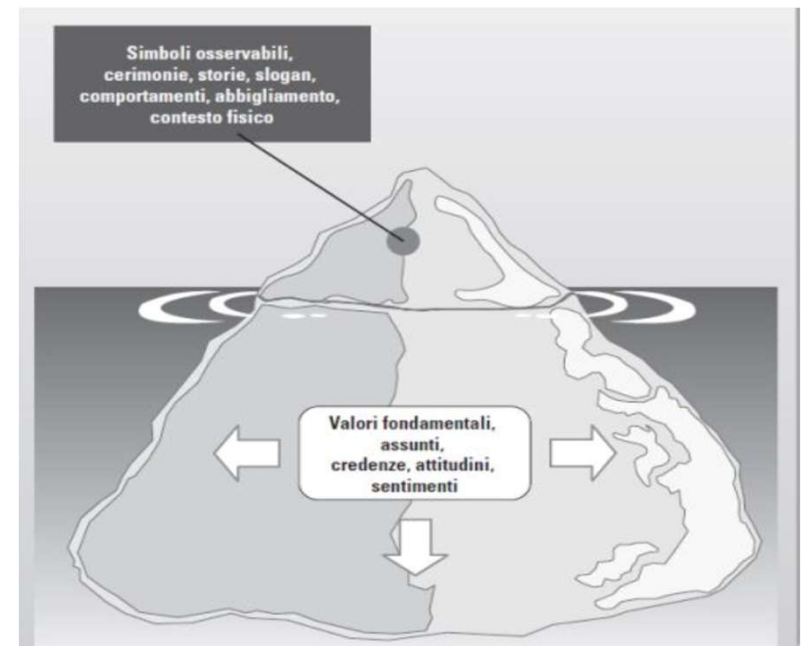 Simboli osservabili,
cerimonie, storie, slogan,
comportamenti, abbigliamento,
contesto fisico
Valori fondamentali,
assunti,
credenze, attitudini,
sentimenti